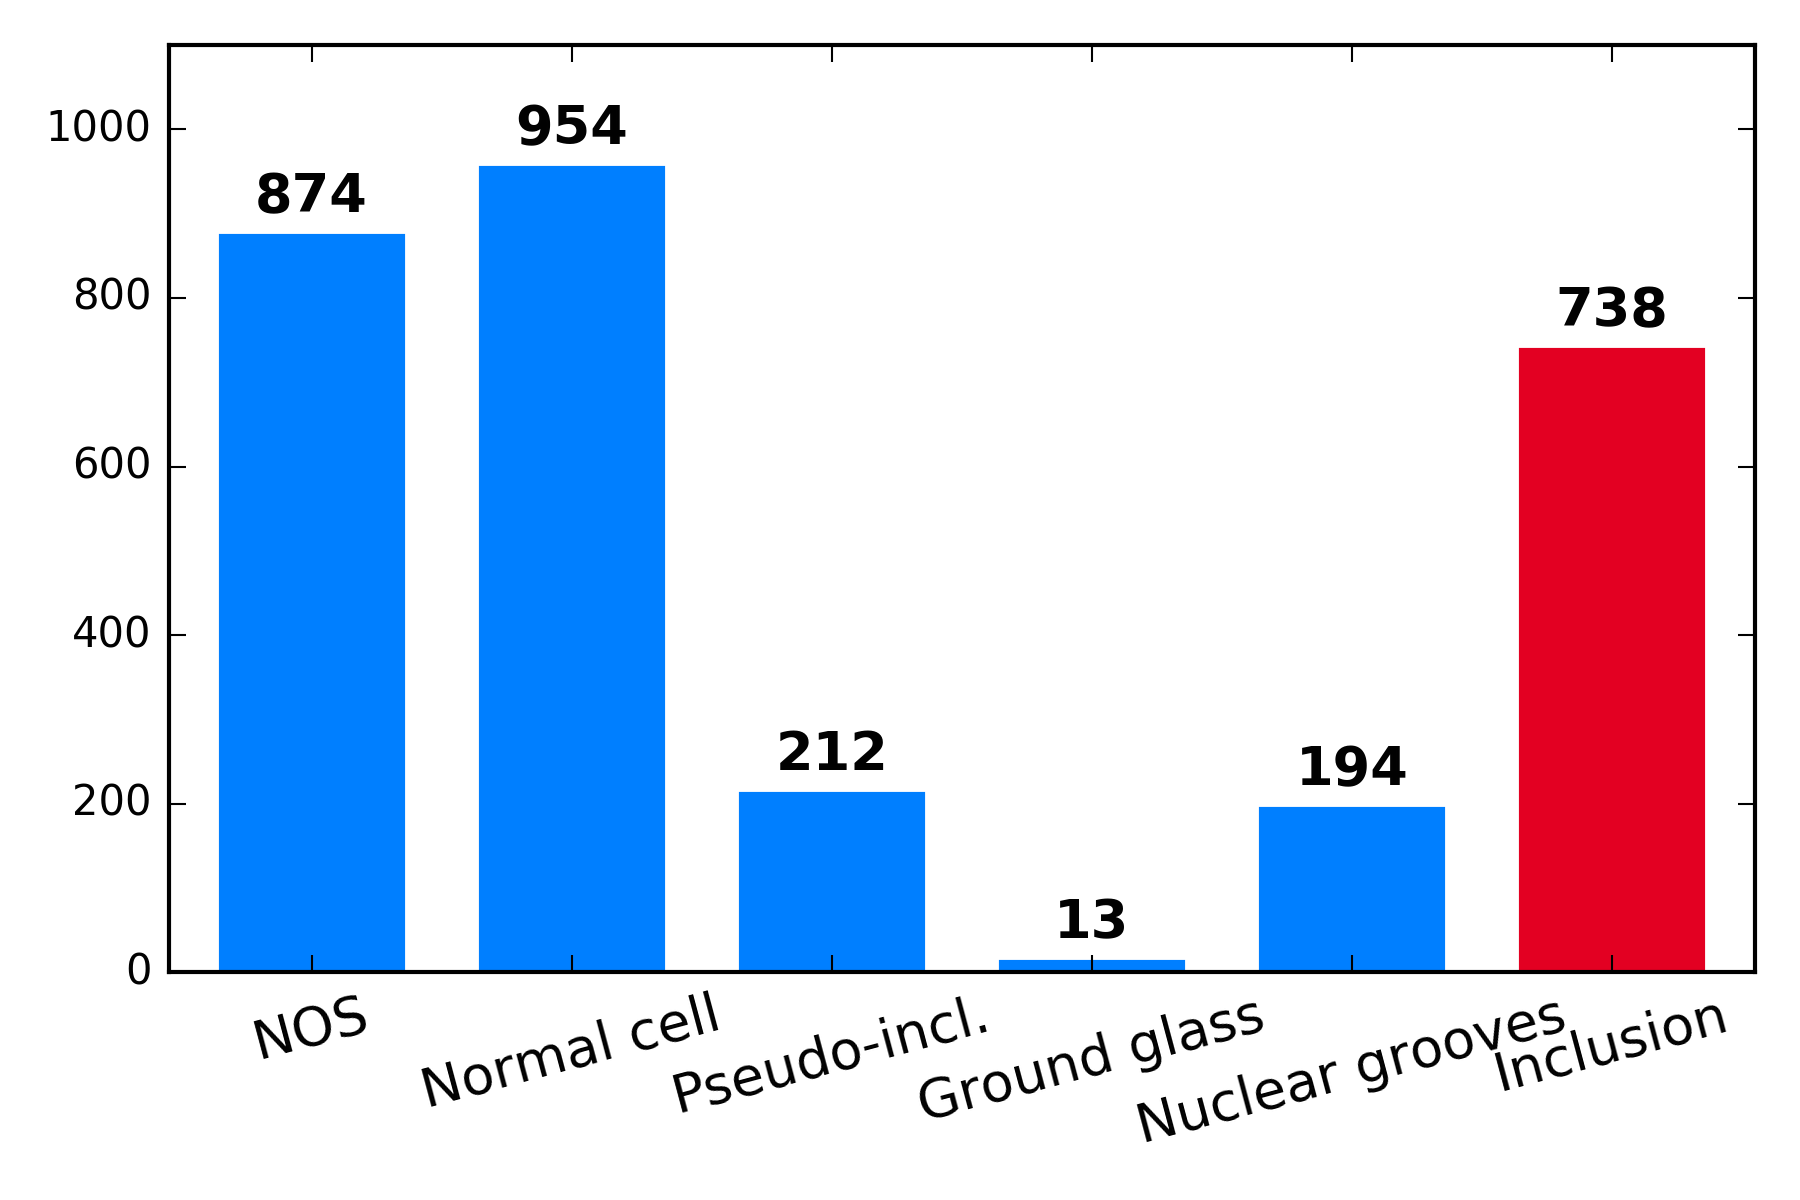 1000
800
600
400
200
0
874
954
212
13
194
738
NOS
Normal cell
Pseudo-incl.
Ground glass
Nuclear grooves
Inclusion